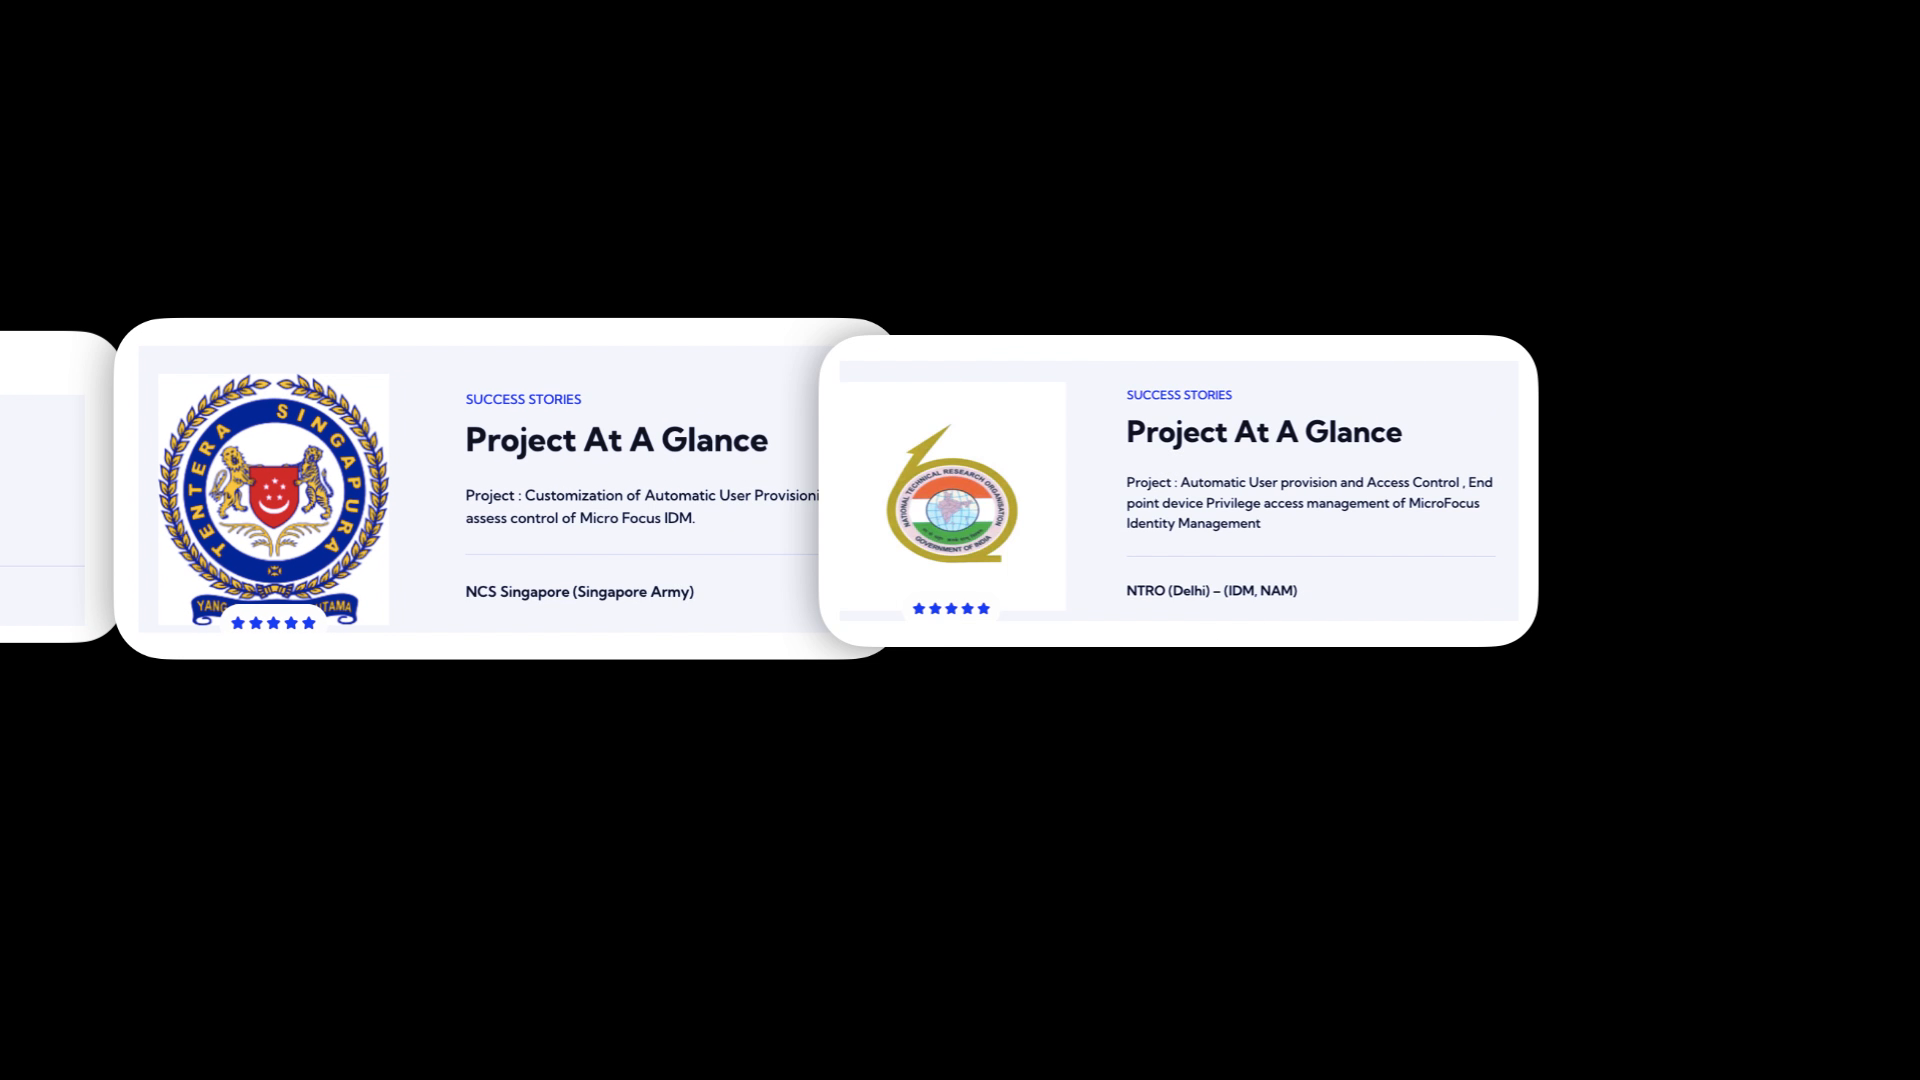 TENTERA SINGAPURA
YANG
UTAMA
SUCCESS STORIES
Project At A Glance
Project : Customization of Automatic User Provisioni
assess control of Micro Focus IDM.
NCS Singapore (Singapore Army)
NATIONAL TECHNICAL RESEARCH ORGANISATION
GOVERNMENT OF INDIA
SUCCESS STORIES
Project At A Glance
Project : Automatic User provision and Access Control , End
point device Privilege access management of MicroFocus
Identity Management
NTRO (Delhi) – (IDM, NAM)